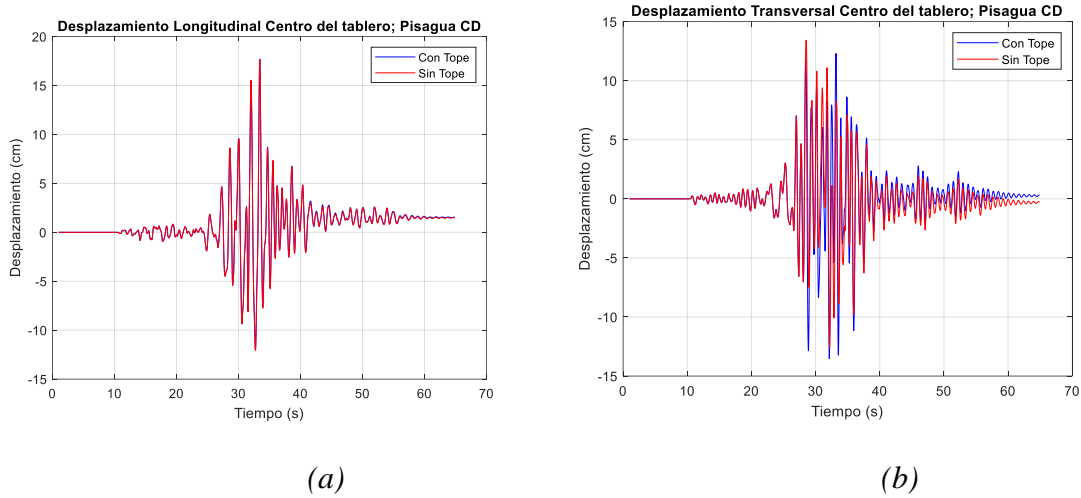 Desplazamiento Longitudinal Centro del tablero; Pisagua CD
20
15
10
5
0
-5
-10
-15
Desplazamiento (cm)
Con Tope
Sin Tope
0 10 20 30 40 50 60 70
Tiempo (s)
(a)
Desplazamiento Transversal Centro del tablero; Pisagua CD
15
10
5
0
-5
-10
-15
Desplazamiento (cm)
Con Tope
Sin Tope
0 10 20 30 40 50 60 70
Tiempo (s)
(b)